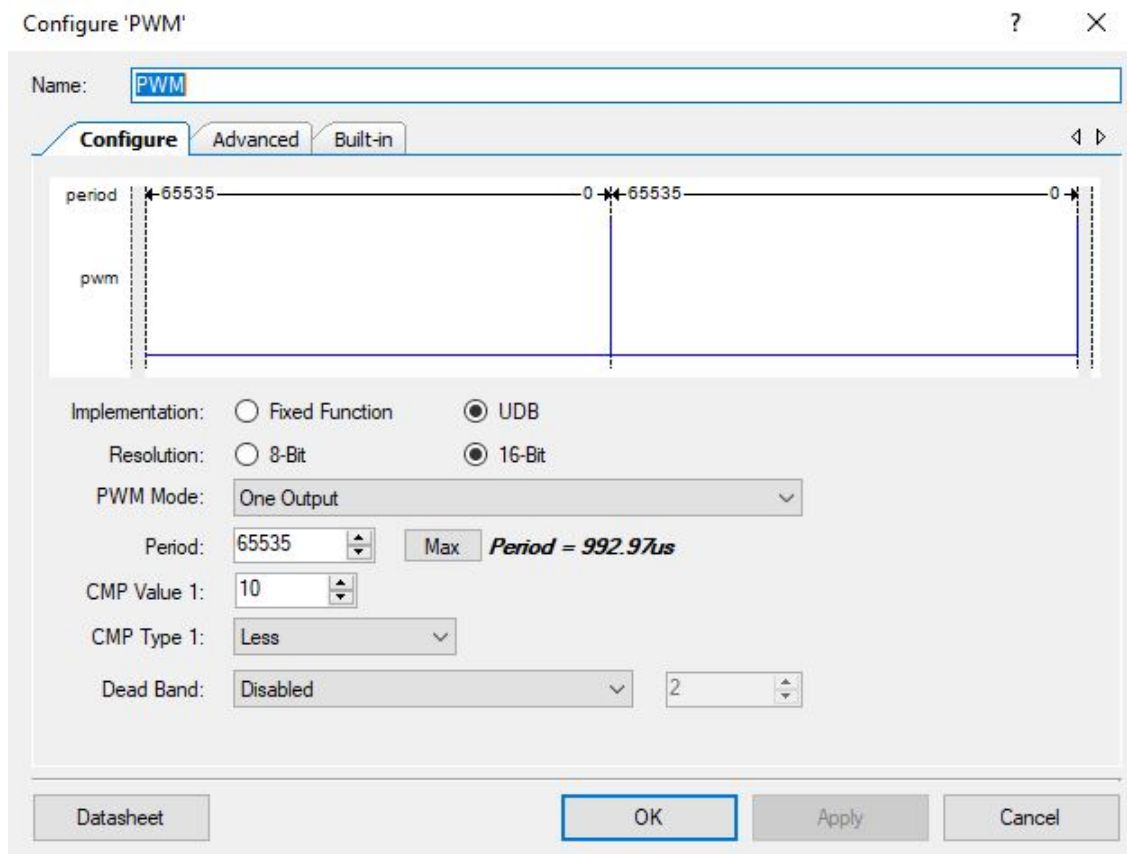 Configure 'PWM' ? ×
Name: PWM
Configure Advanced Built-in
period 65535 0 65535 0
pwm
Implementation: Fixed Function UDB
Resolution: 8-Bit 16-Bit
PWM Mode: One Output
Period: 65535 Max Period = 992.97us
CMP Value 1: 10
CMP Type 1: Less
Dead Band: Disabled 2
Datasheet OK Apply Cancel